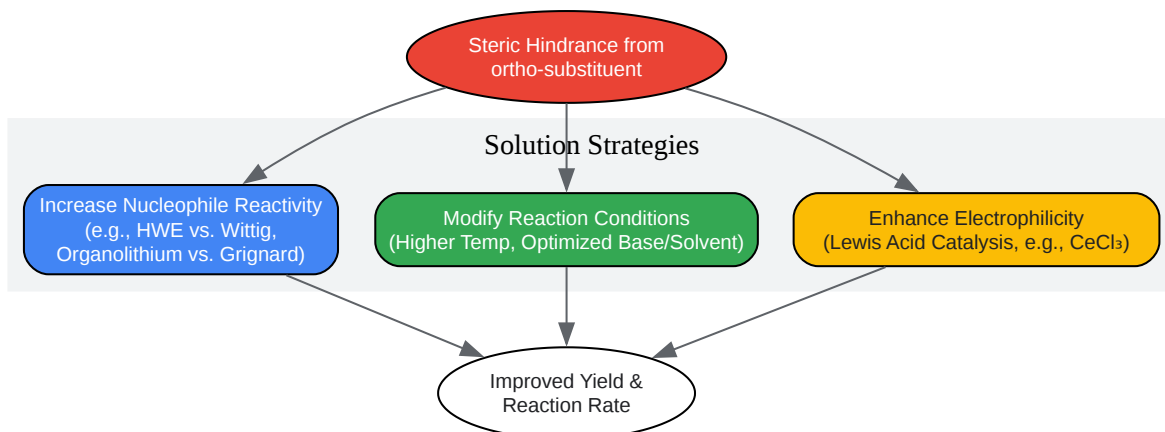 Steric Hindrance from
ortho-substituent
Solution Strategies
Increase Nucleophile Reactivity
(e.g., HWE vs. Wittig,
Organolithium vs. Grignard)
Modify Reaction Conditions
(Higher Temp, Optimized Base/Solvent)
Enhance Electrophilicity
(Lewis Acid Catalysis, e.g., CeCl₃)
Improved Yield &
Reaction Rate